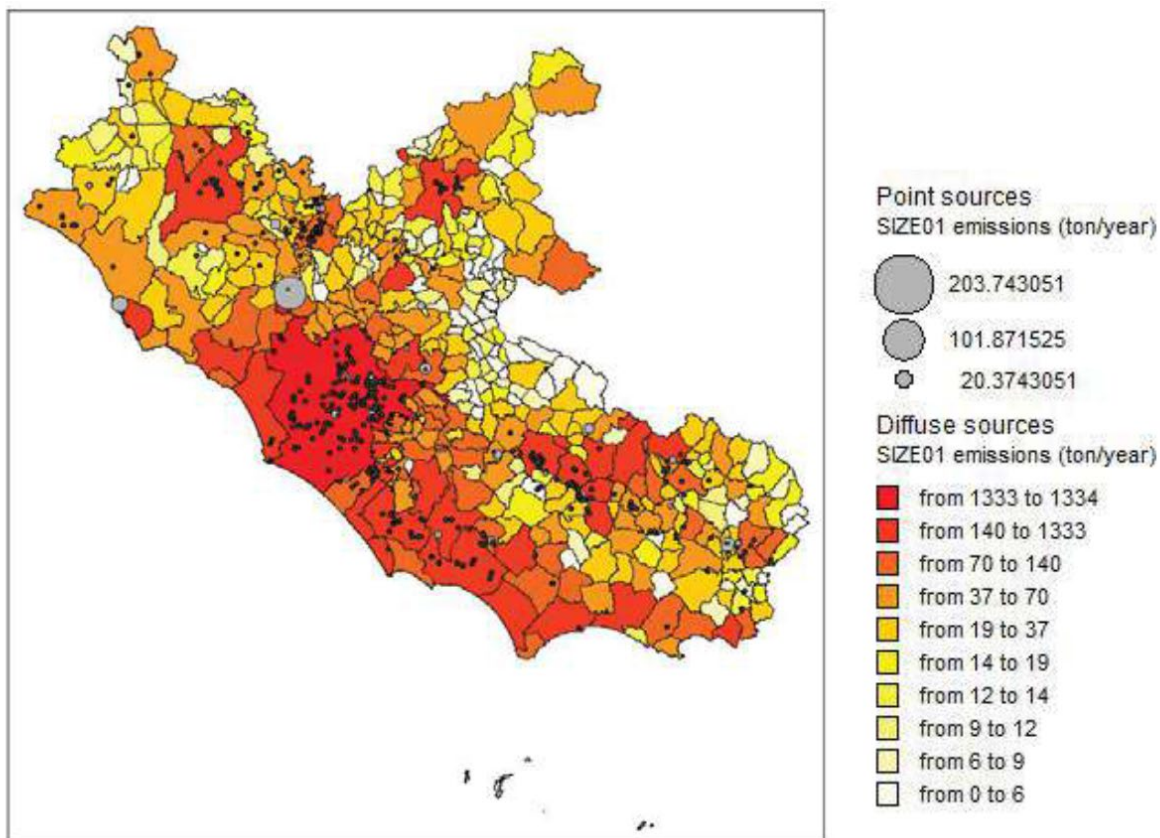 Point sources
SIZE01 emissions (ton/year)
203.743051
101.871525
20.3743051
Diffuse sources
SIZE01 emissions (ton/year)
from 1333 to 1334
from 140 to 1333
from 70 to 140
from 37 to 70
from 19 to 37
from 14 to 19
from 12 to 14
from 9 to 12
from 6 to 9
from 0 to 6